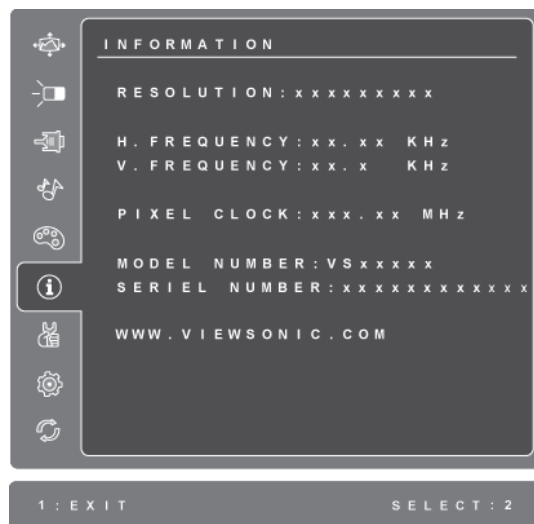 INFORMATION
RESOLUTION:xxxxxxxxx
H. FREQUENCY:xx.xx KHz
V. FREQUENCY:xx.x KHz
PIXEL CLOCK:xxx.xx MHz
MODEL NUMBER:VSxxxxx
SERIEL NUMBER:xxxxxxxxxxxx
WWW.VIEWSONIC.COM
1:EXIT SELECT:2